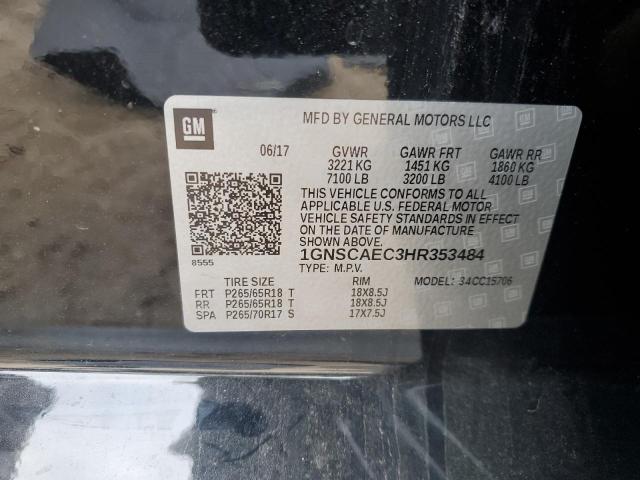 GM
MFD BY GENERAL MOTORS LLC
06/17 GVWR GAWR FRT GAWR RR
3221 KG 1451 KG 1860 KG
7100 LB 3200 LB 4100 LB
THIS VEHICLE CONFORMS TO ALL
APPLICABLE U.S. FEDERAL MOTOR
VEHICLE SAFETY STANDARDS IN EFFECT
ON THE DATE OF MANUFACTURE
SHOWN ABOVE.
1GNSCAEC3HR353484
8555
TYPE: M.P.V. MODEL: 34CC15706
TIRE SIZE RIM
FRT P265/65R18 T 18X8.5J
RR P265/65R18 T 18X8.5J
SPA P265/70R17 S 17X7.5J